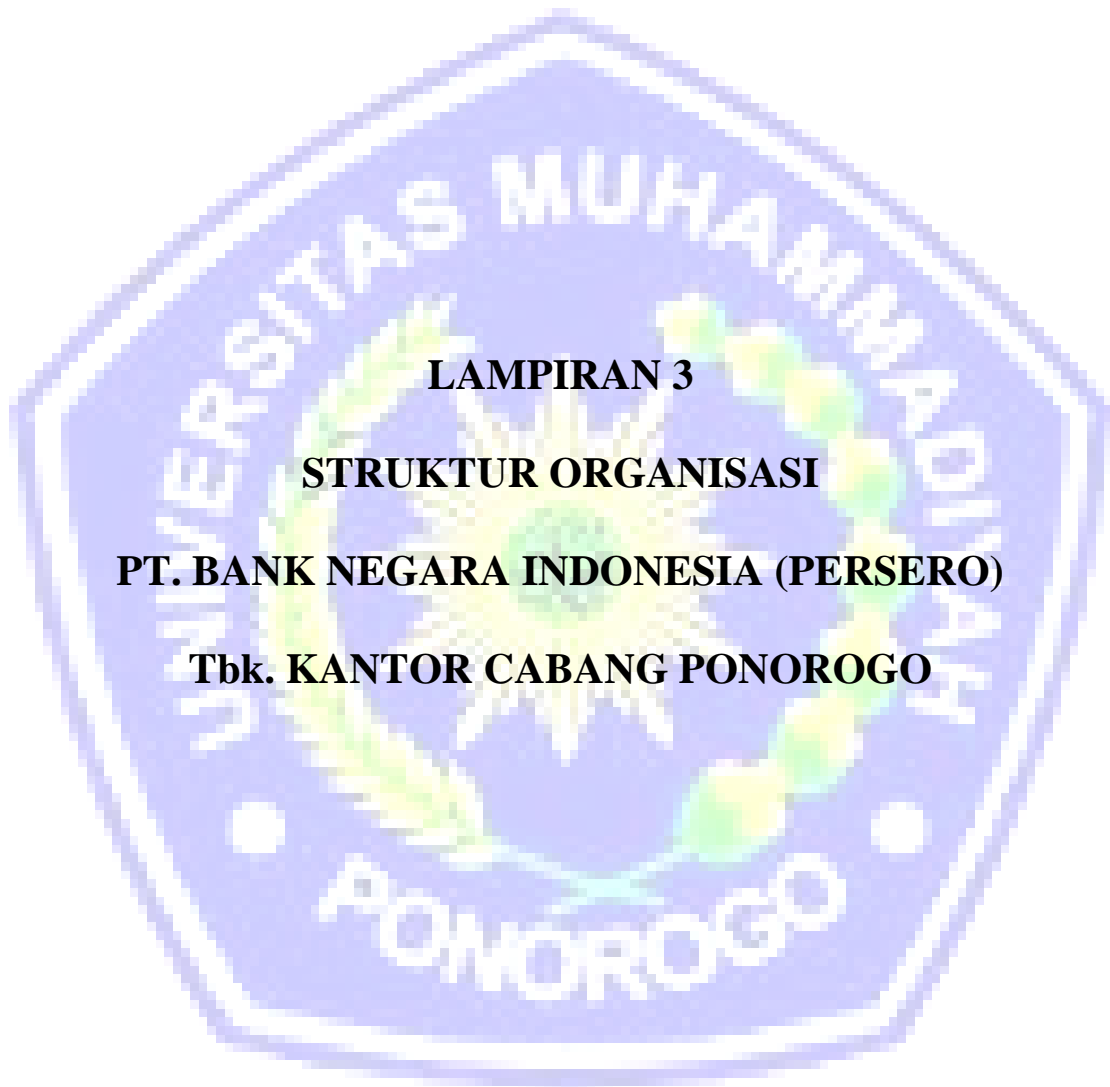 UNIVERSITAS MUHAMMADIYAH
LAMPIRAN 3
STRUKTUR ORGANISASI
PT. BANK NEGARA INDONESIA (PERSERO)
Tbk. KANTOR CABANG PONOROGO
PONOROGO